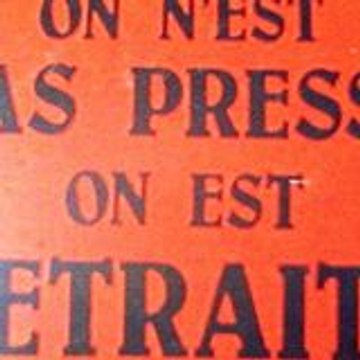 ON N'EST
AS PRESS
ON EST
ETRAIT